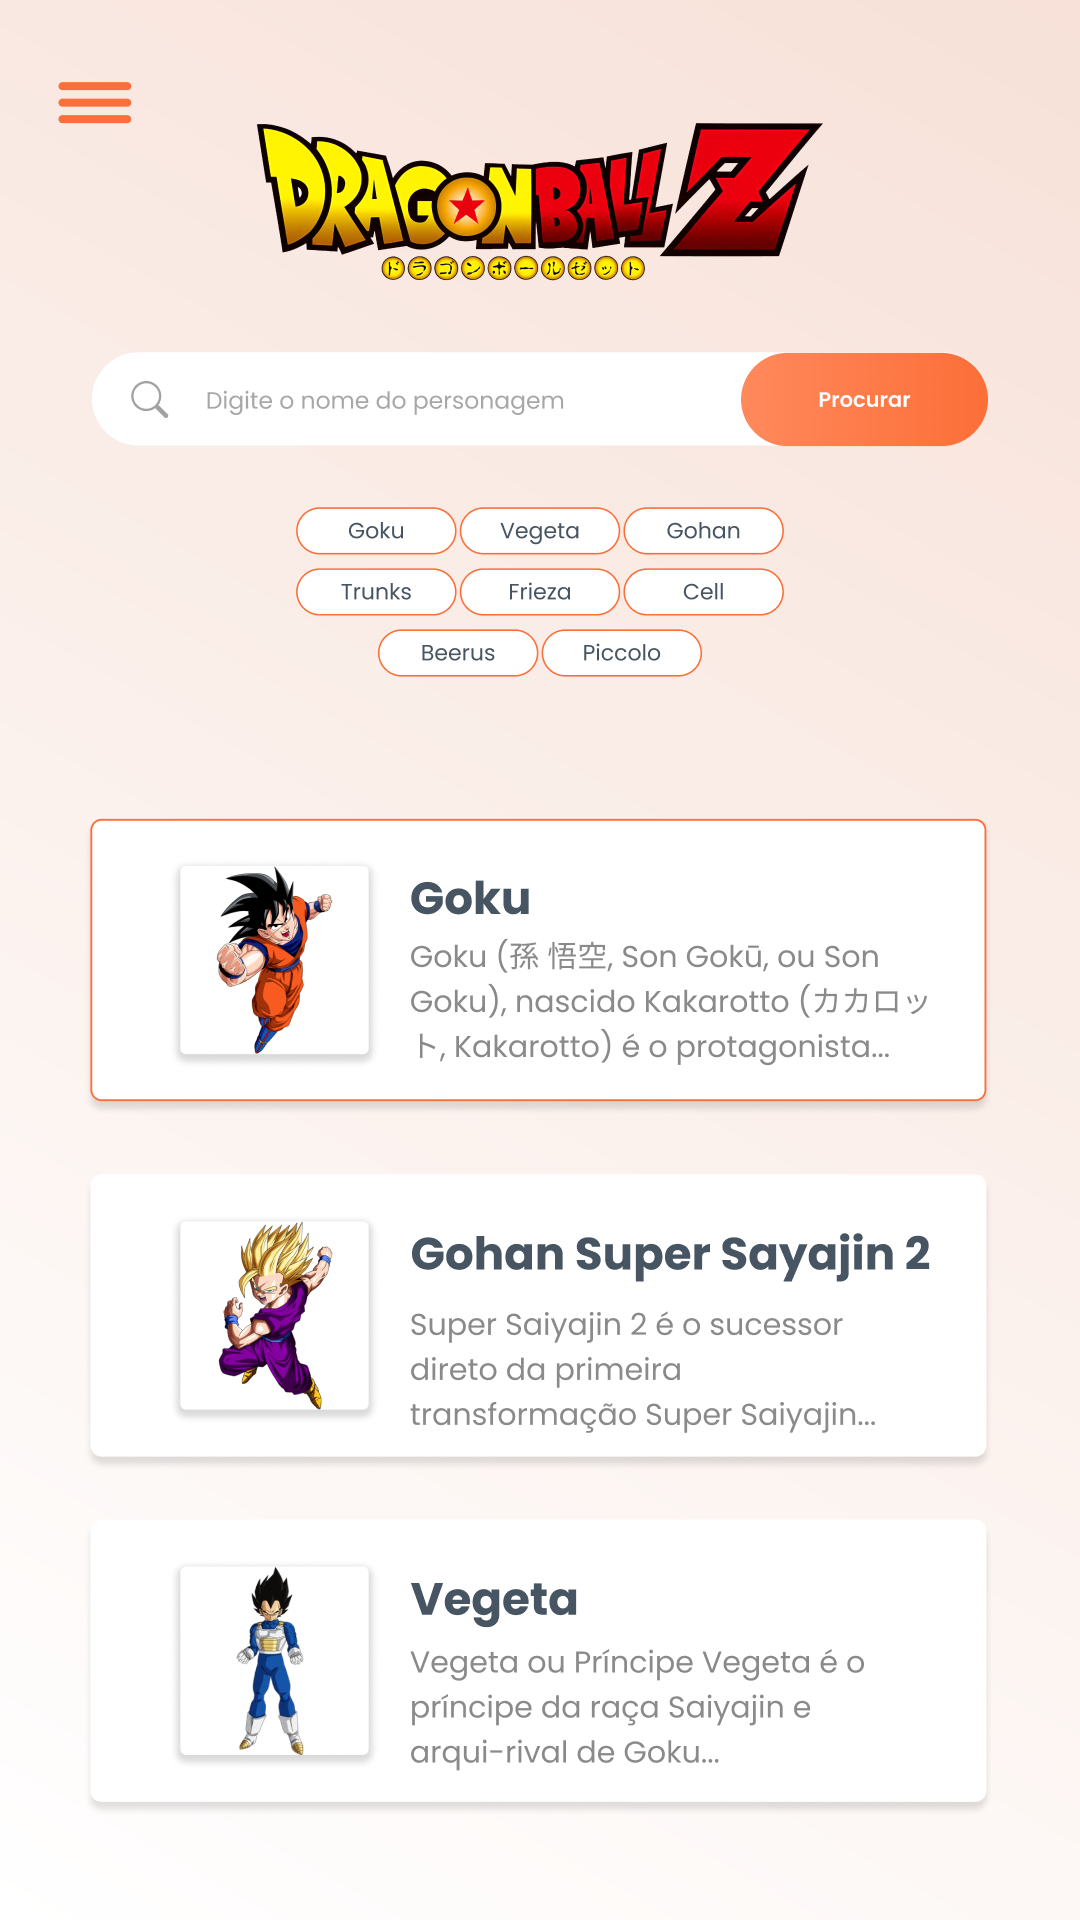 DRAGONBALL Z
ドラゴンボールゼット
Digite o nome do personagem
Procurar
Goku
Vegeta
Gohan
Trunks
Frieza
Cell
Beerus
Piccolo
Goku
Goku (孫 悟空, Son Gokū, ou Son
Goku), nascido Kakarotto (カカロッ
ト, Kakarotto) é o protagonista...
Gohan Super Sayajin 2
Super Saiyajin 2 é o sucessor
direto da primeira
transformação Super Saiyajin...
Vegeta
Vegeta ou Príncipe Vegeta é o
príncipe da raça Saiyajin e
arqui-rival de Goku...